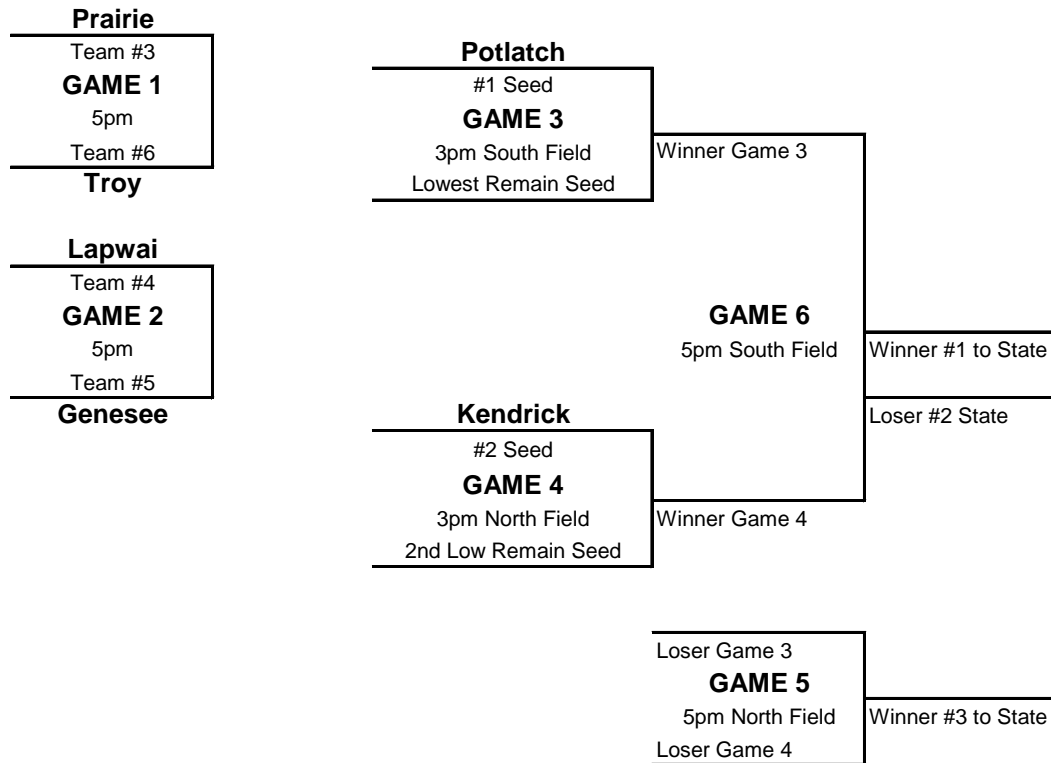 Prairie
Team #3
GAME 1
5pm
Team #6
Troy
Lapwai
Team #4
GAME 2
5pm
Team #5
Genesee
Potlatch
#1 Seed
GAME 3
3pm South Field
Lowest Remain Seed
Kendrick
#2 Seed
GAME 4
3pm North Field
2nd Low Remain Seed
Winner Game 3
GAME 6
5pm South Field
Winner Game 4
Winner #1 to State
Loser #2 State
Loser Game 3
GAME 5
5pm North Field
Loser Game 4
Winner #3 to State